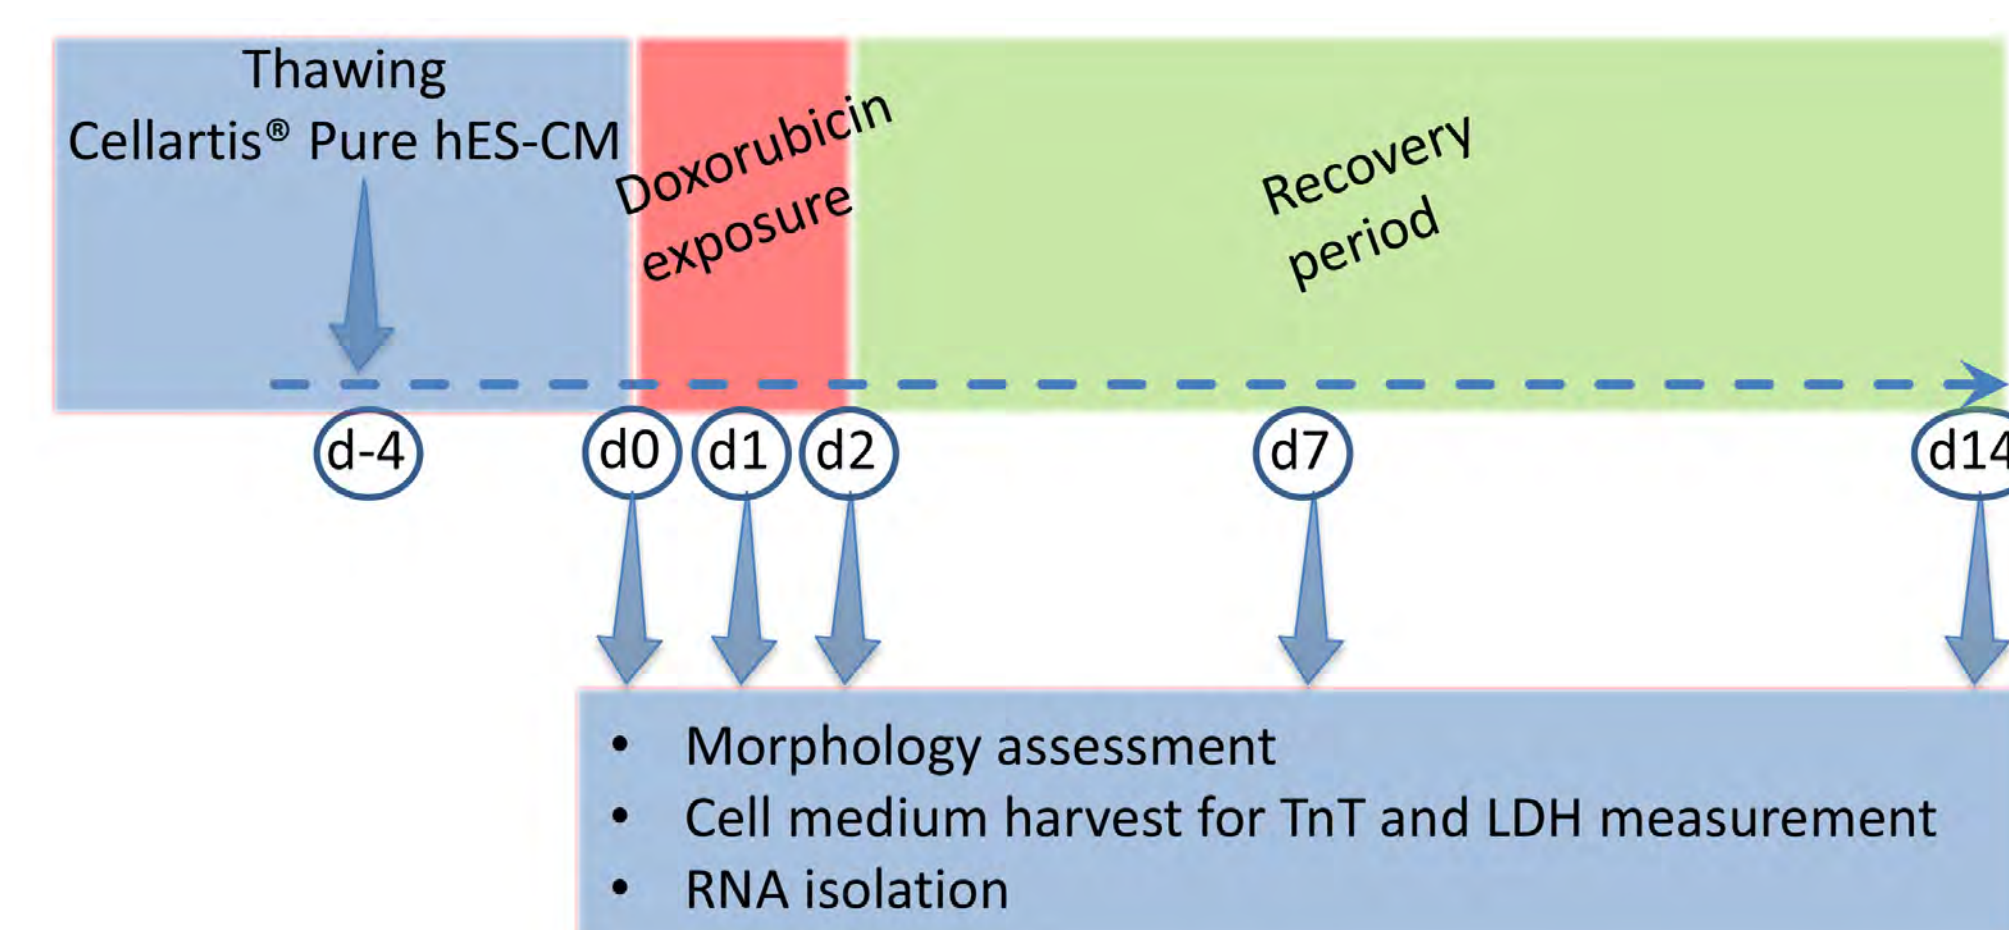 Thawing
Cellartis® Pure hES-CM
Doxorubicin
exposure
Recovery
period
d-4
d0
d1
d2
d7
d14
• Morphology assessment
• Cell medium harvest for TnT and LDH measurement
• RNA isolation